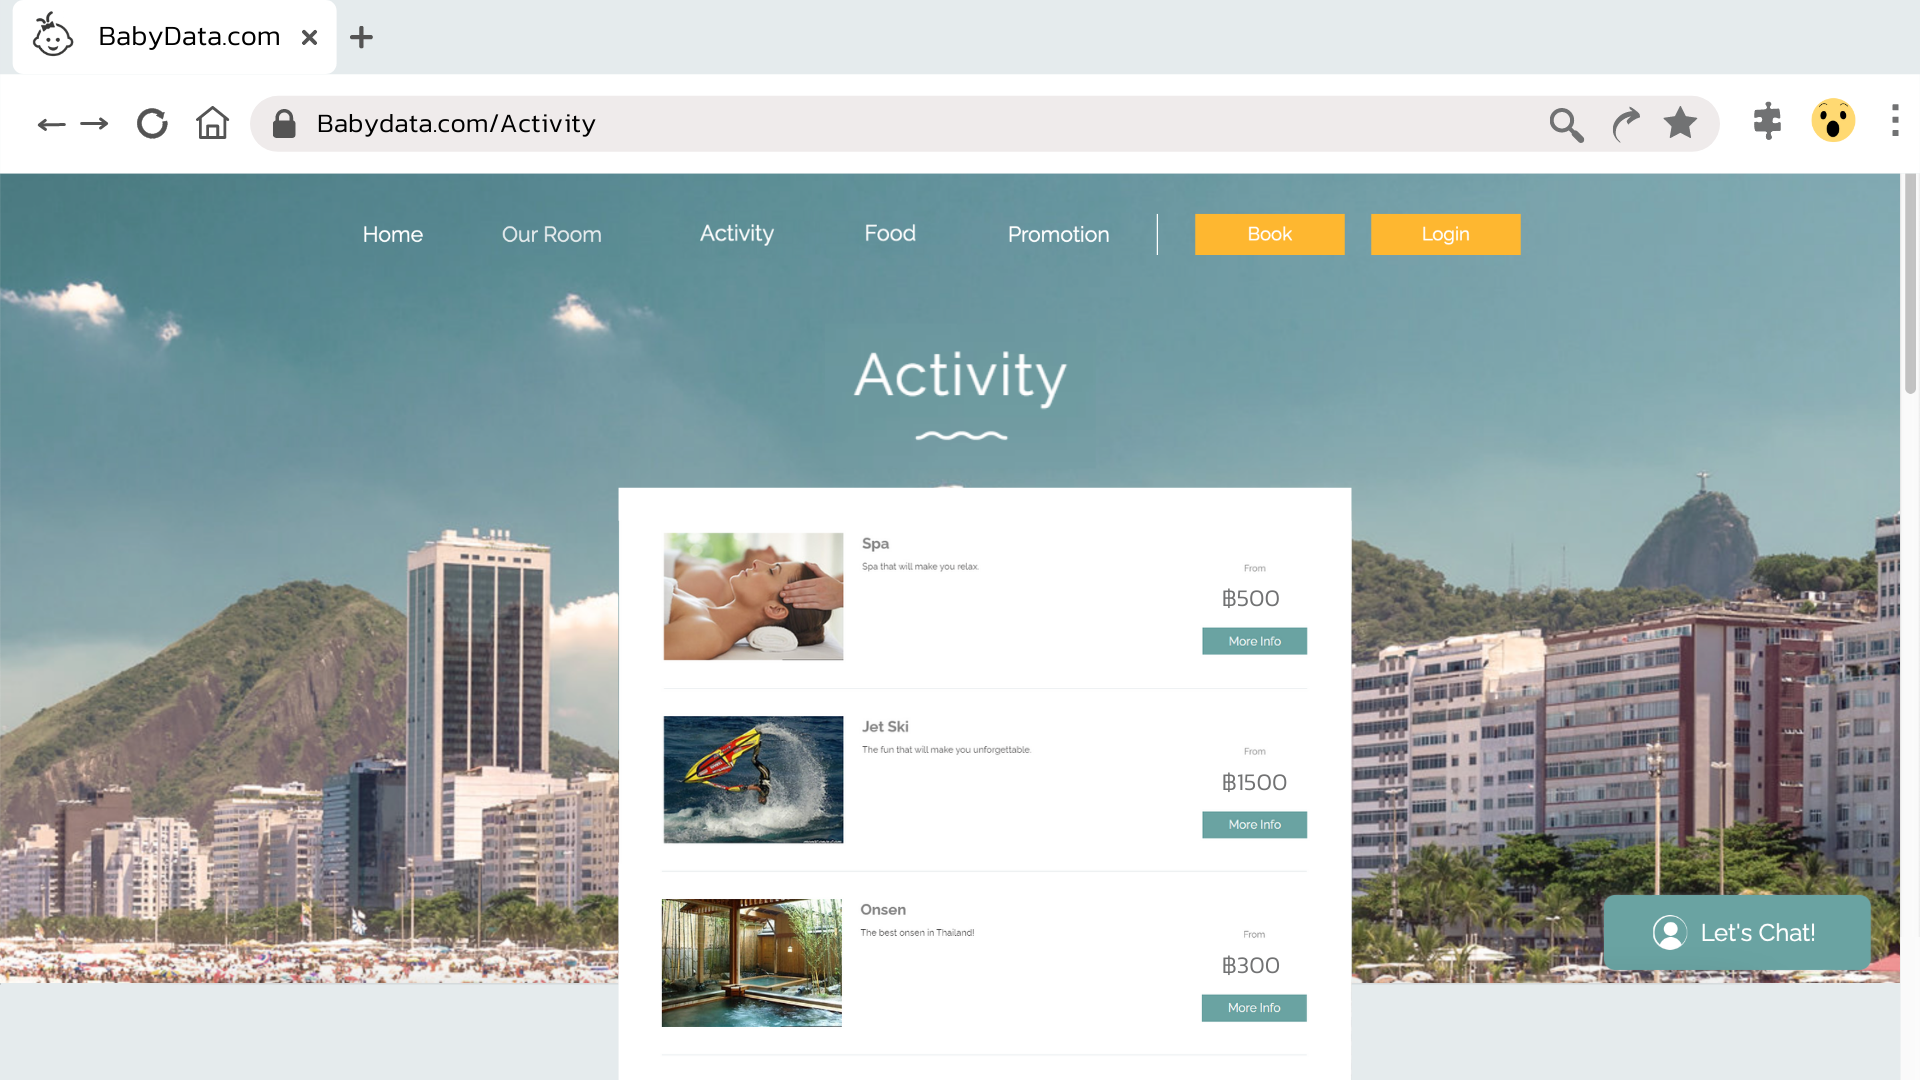 BabyData.com
Babydata.com/Activity
Home Our Room Activity Food Promotion Book Login
Activity
Spa
Spa that will make you relax.
From
฿500
More Info
Jet Ski
The fun that will make you unforgettable.
From
฿1500
More Info
Onsen
The best onsen in Thailand!
From
฿300
More Info
Let's Chat!